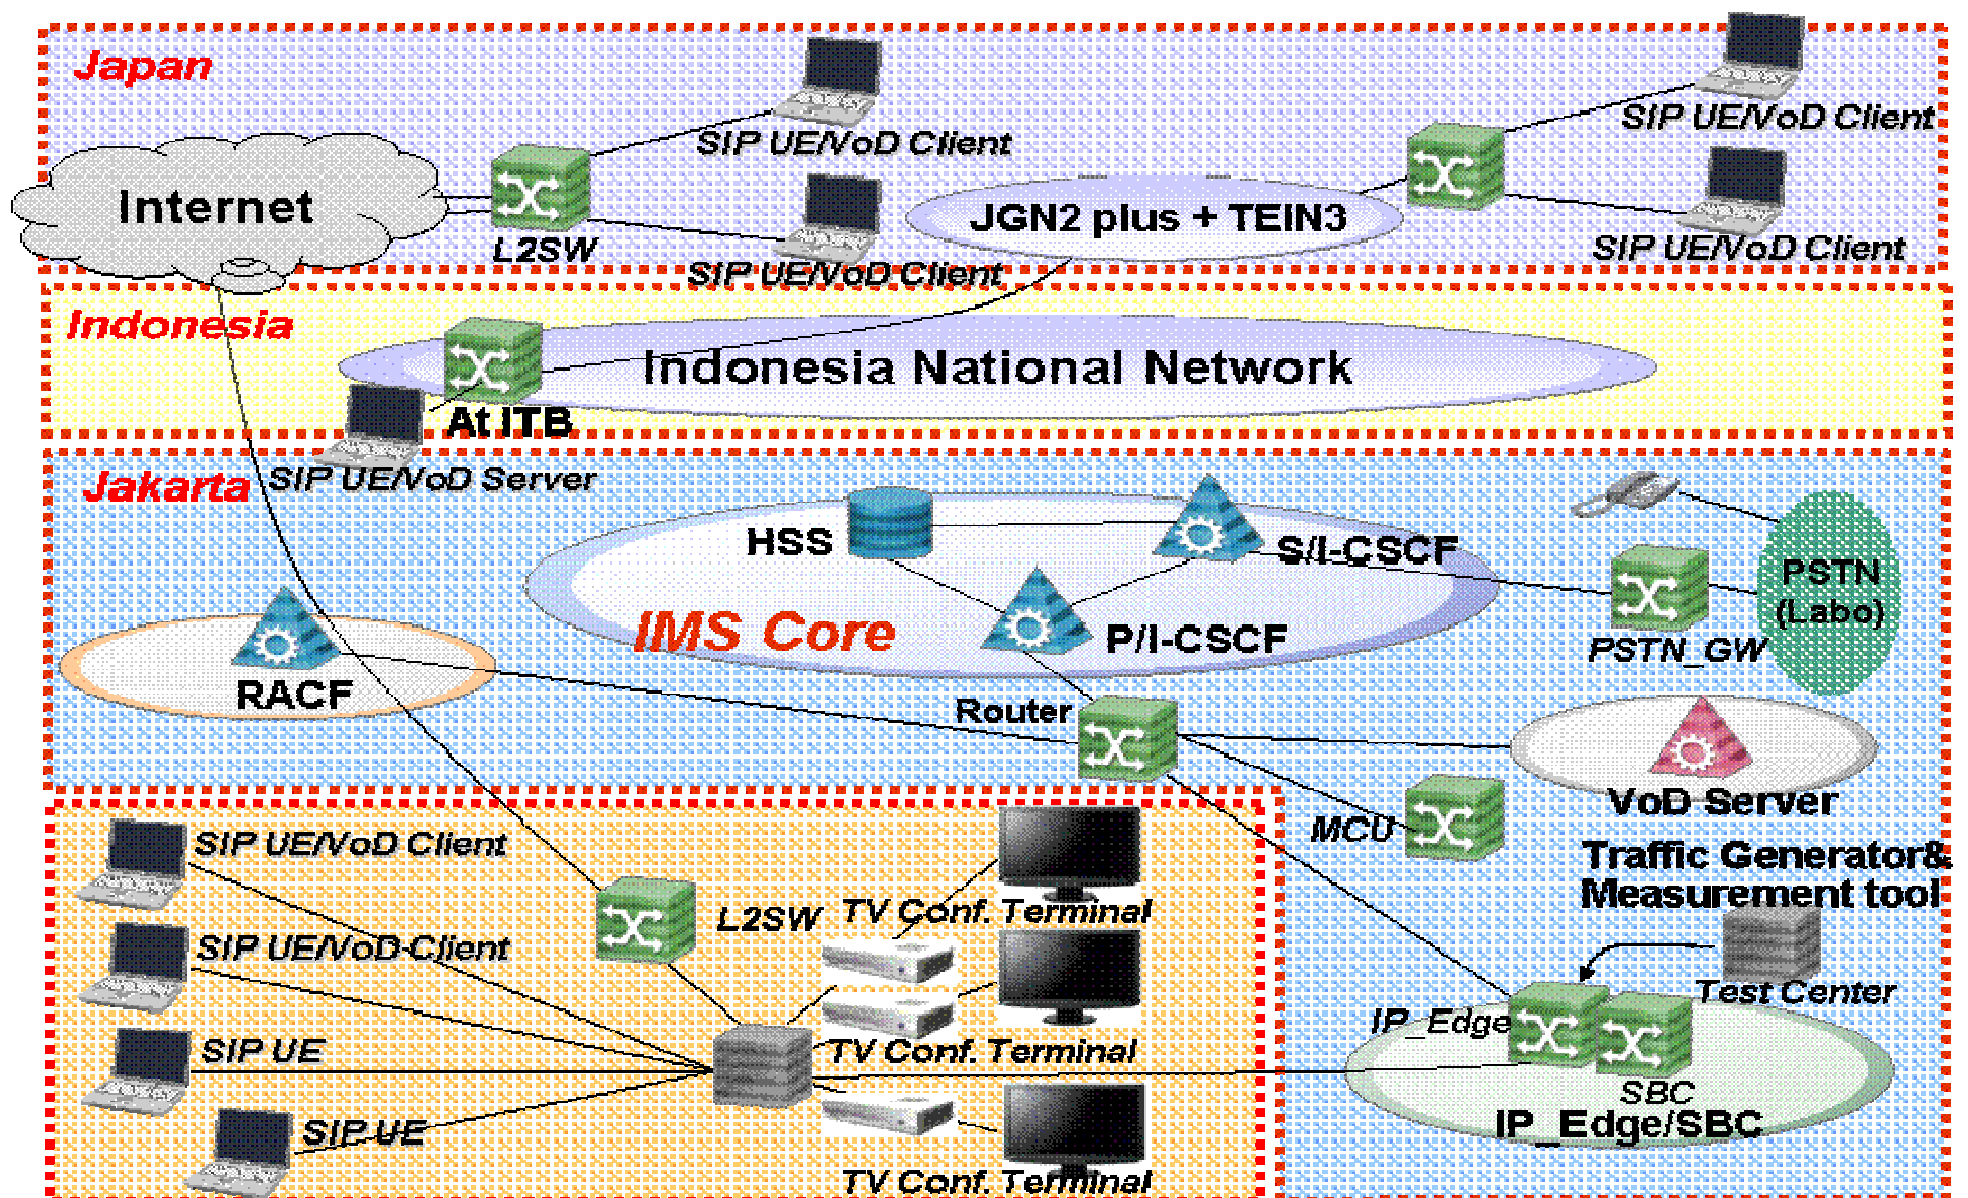 Japan
SIP UE/VoD Client
SIP UE/VoD Client
Internet
L2SW
JGN2 plus + TEIN3
SIP UE/VoD Client
SIP UE/VoD Client
Indonesia
Indonesia National Network
At ITB
SIP UE/VoD Server
Jakarta
HSS
S/I-CSCF
IMS Core
P/I-CSCF
PSTN
(Labo)
PSTN_GW
RACF
Router
VoD Server
MCU
Traffic Generator&
Measurement tool
Test Center
SIP UE/VoD Client
L2SW
TV Conf. Terminal
SIP UE/VoD Client
SIP UE
TV Conf. Terminal
SIP UE
TV Conf. Terminal
IP_Edge
SBC
IP_Edge/SBC